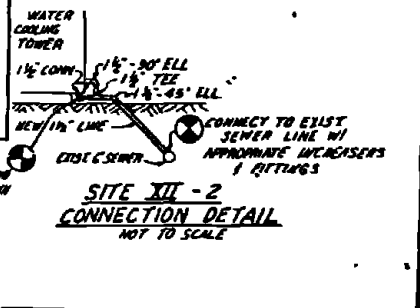 WATER
COOLING
TOWER
1½" CONN
1½" - 90° ELL
1½" TEE
1½ - 45° ELL
NEW 1½" LINE
CONNECT TO EXIST
SEWER LINE W/
APPROPRIATE INCREASERS
& FITTINGS
EXIST 6" SEWER
SITE XII - 2
CONNECTION DETAIL
NOT TO SCALE